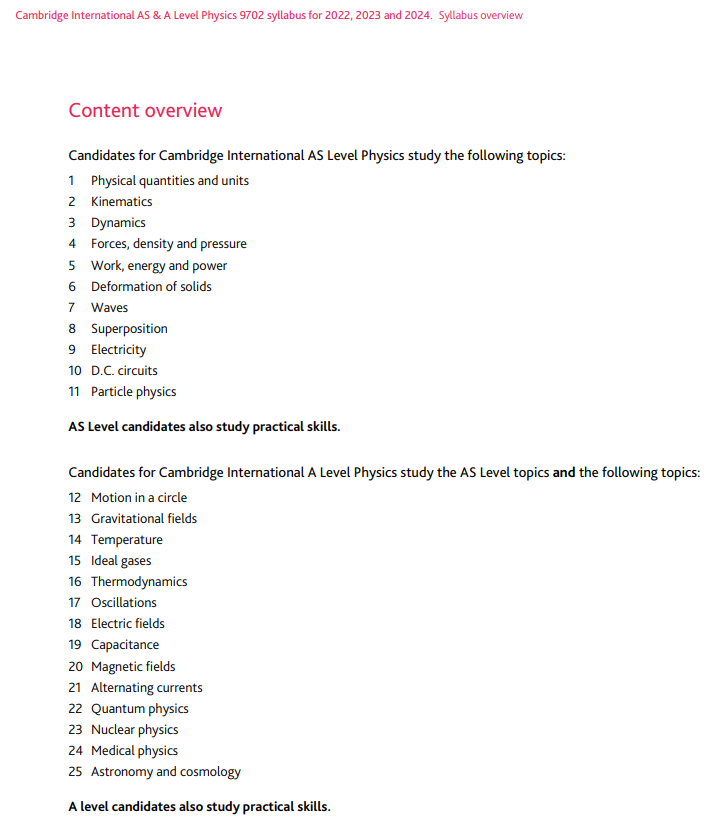 Cambridge International AS & A Level Physics 9702 syllabus for 2022, 2023 and 2024. Syllabus overview
Content overview
Candidates for Cambridge International AS Level Physics study the following topics:
1 Physical quantities and units
2 Kinematics
3 Dynamics
4 Forces, density and pressure
5 Work, energy and power
6 Deformation of solids
7 Waves
8 Superposition
9 Electricity
10 D.C. circuits
11 Particle physics
AS Level candidates also study practical skills.
Candidates for Cambridge International A Level Physics study the AS Level topics and the following topics:
12 Motion in a circle
13 Gravitational fields
14 Temperature
15 Ideal gases
16 Thermodynamics
17 Oscillations
18 Electric fields
19 Capacitance
20 Magnetic fields
21 Alternating currents
22 Quantum physics
23 Nuclear physics
24 Medical physics
25 Astronomy and cosmology
A level candidates also study practical skills.